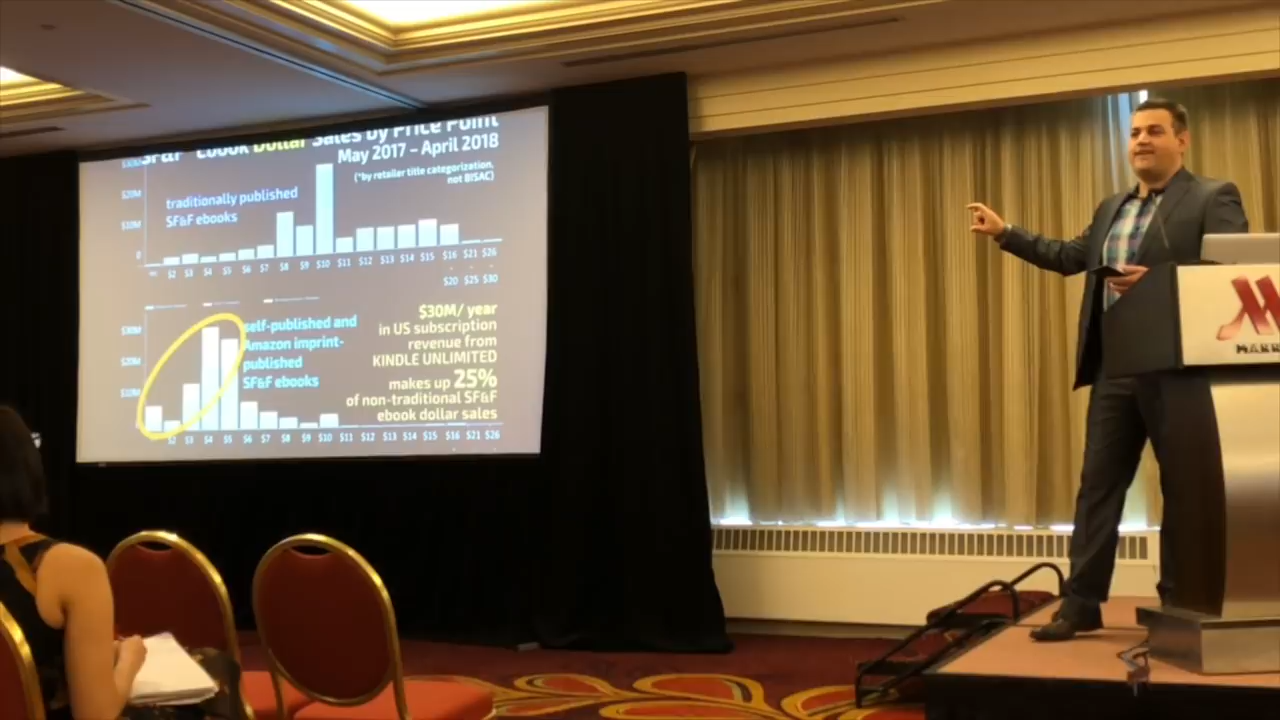 SF&F* Ebook Dollar Sales by Price Point
May 2017 – April 2018
(*by retailer title categorization,
not BISAC)
traditionally published
SF&F ebooks
$20M
$10M
0
$2 $3 $4 $5 $6 $7 $8 $9 $10 $11 $12 $13 $14 $15 $16 $21 $26
$20 $25 $30
$30M/ year
in US subscription
revenue from
KINDLE UNLIMITED
makes up 25%
of non-traditional SF&F
ebook dollar sales
self-published and
Amazon imprint-
published
SF&F ebooks
$30M
$20M
$10M
$2 $3 $4 $5 $6 $7 $8 $9 $10 $11 $12 $13 $14 $15 $16 $21 $26
MARR